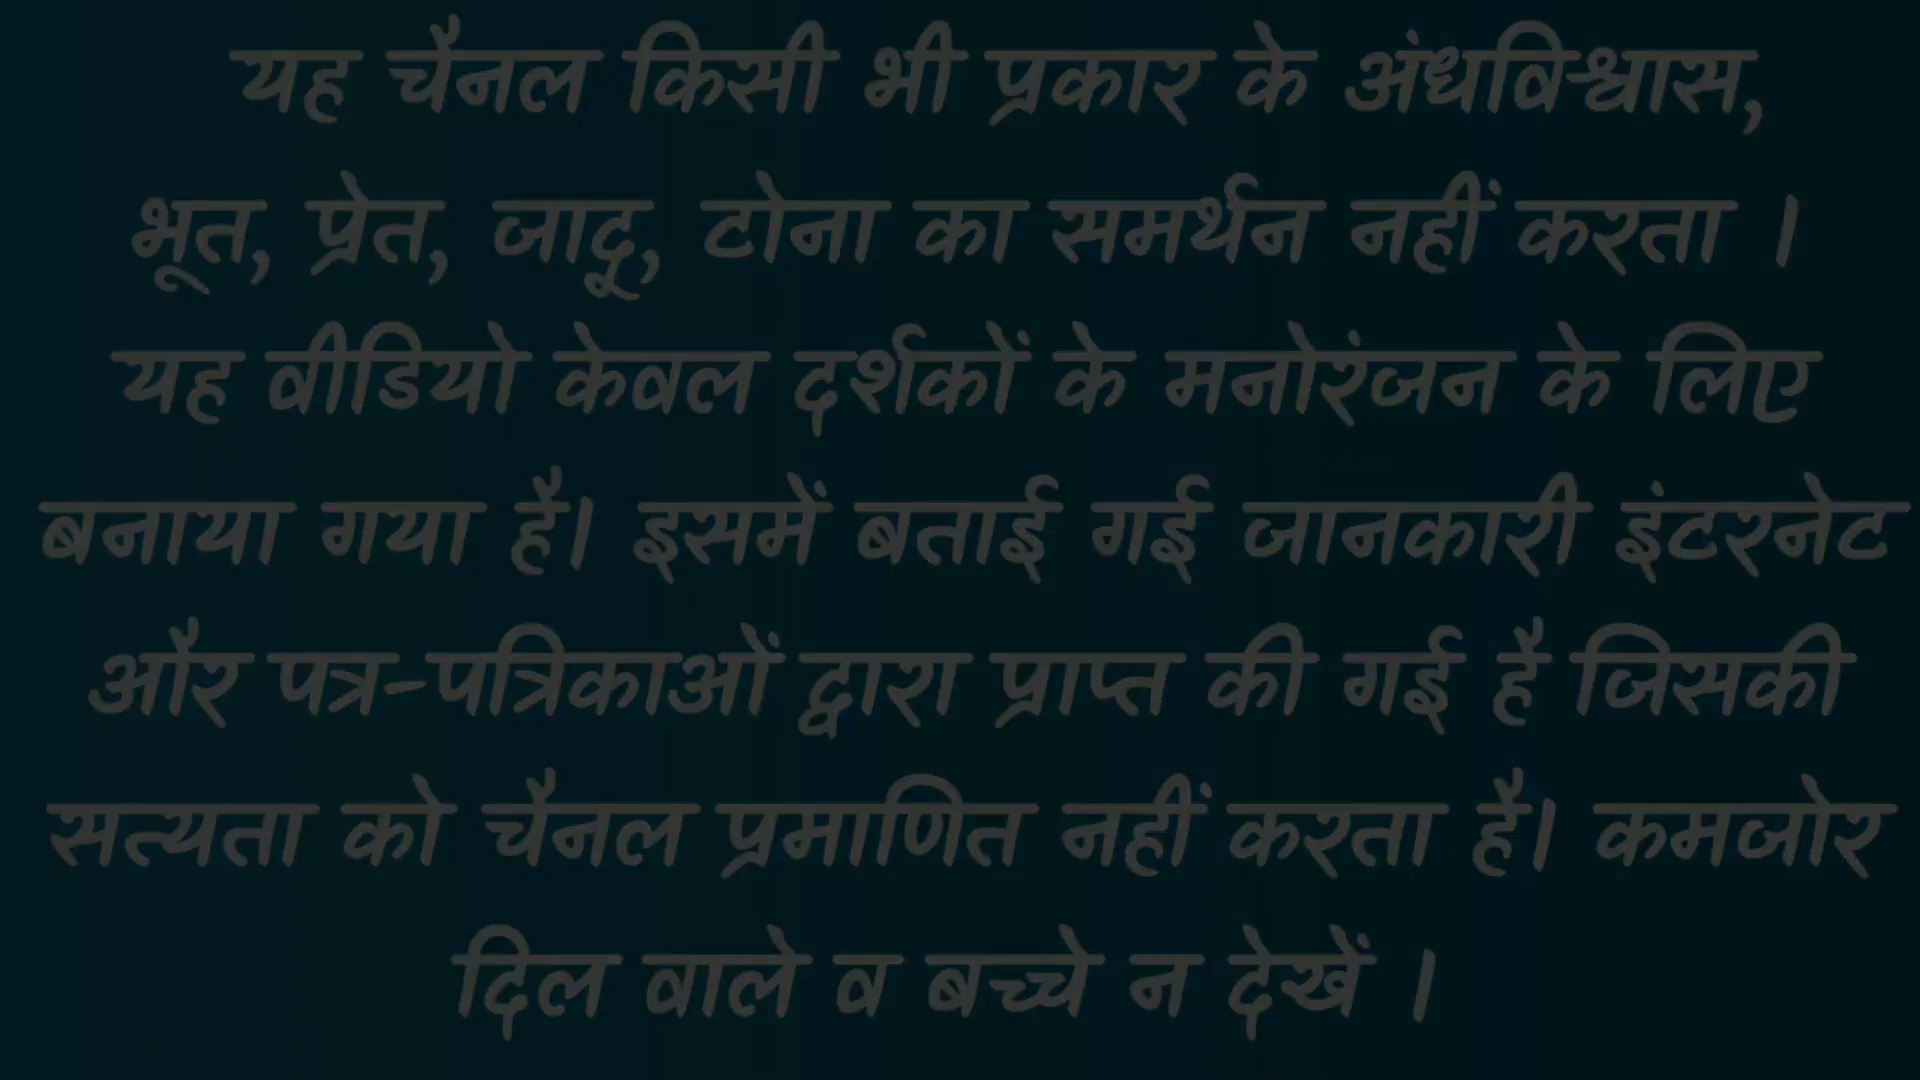 यह चैनल किसी भी प्रकार के अंधविश्वास,
भूत, प्रेत, जादू, टोना का समर्थन नहीं करता ।
यह वीडियो केवल दर्शकों के मनोरंजन के लिए
बनाया गया है। इसमें बताई गई जानकारी इंटरनेट
और पत्र-पत्रिकाओं द्वारा प्राप्त की गई है जिसकी
सत्यता को चैनल प्रमाणित नहीं करता है। कमजोर
दिल वाले व बच्चे न देखें ।